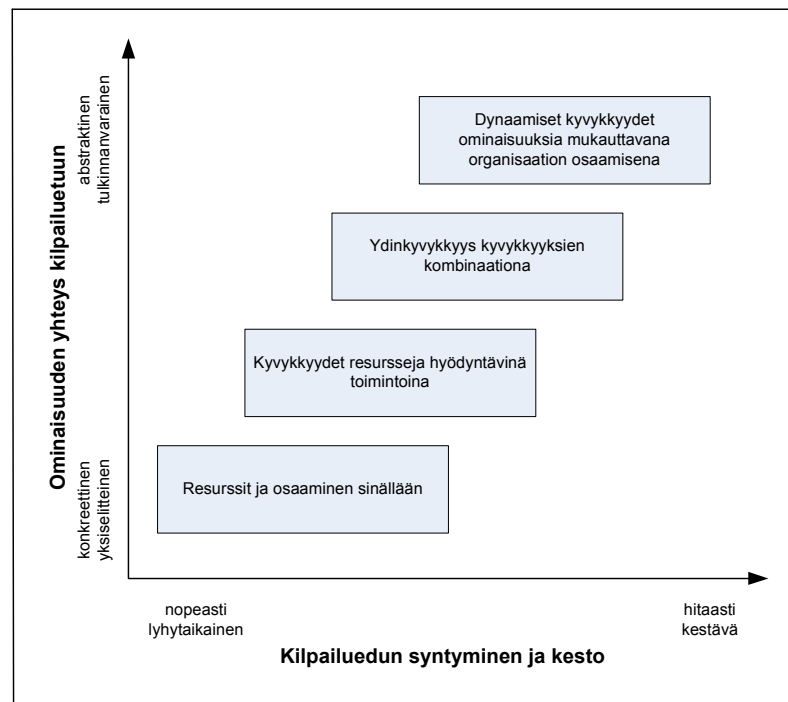 Ominaisuuden yhteys kilpailuetuun
abstraktinen
tulkinnanvarainen
konkreettinen
yksiselitteinen
Dynaamiset kyvykkyydet
ominaisuuksia mukauttavana
organisaation osaamisena
Ydinkyvykkyys kyvykkyyksien
kombinaationa
Kyvykkyydet resursseja hyödyntävinä
toimintoina
Resurssit ja osaaminen sinällään
nopeasti
lyhytaikainen
hitaasti
kestävä
Kilpailuedun syntyminen ja kesto